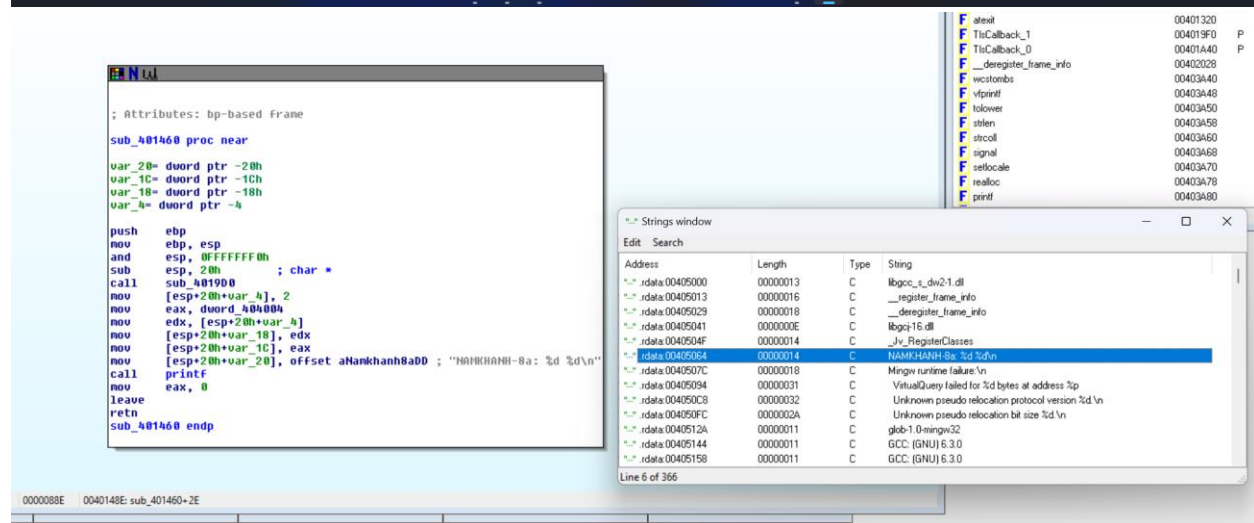 N
; Attributes: bp-based frame
sub_401460 proc near
var_20= dword ptr -20h
var_1C= dword ptr -1Ch
var_18= dword ptr -18h
var_4= dword ptr -4
push ebp
mov ebp, esp
and esp, 0FFFFFFF0h
sub esp, 20h ; char *
call sub_4019D0
mov [esp+20h+var_4], 2
mov eax, dword_404004
mov edx, [esp+20h+var_4]
mov [esp+20h+var_18], edx
mov [esp+20h+var_1C], eax
mov [esp+20h+var_20], offset aNamkhanh8aDD ; "NAMKHANH-8a: %d %d\n"
call printf
mov eax, 0
leave
retn
sub_401460 endp
0000088E 0040148E: sub_401460+2E
F atexit 00401320
F TlsCallback_1 004019F0 P
F TlsCallback_0 00401A40 P
F __deregister_frame_info 00402028
F wcstombs 00403A40
F vfprintf 00403A48
F tolower 00403A50
F strlen 00403A58
F strcoll 00403A60
F signal 00403A68
F setlocale 00403A70
F realloc 00403A78
F printf 00403A80
"..." Strings window
Edit Search
Address Length Type String
"..." .rdata:00405000 00000013 C libgcc_s_dw2-1.dll
"..." .rdata:00405013 00000016 C __register_frame_info
"..." .rdata:00405029 00000018 C __deregister_frame_info
"..." .rdata:00405041 0000000E C libgcj-16.dll
"..." .rdata:0040504F 00000014 C _Jv_RegisterClasses
"..." .rdata:00405064 00000014 C NAMKHANH-8a: %d %d\n
"..." .rdata:0040507C 00000018 C Mingw runtime failure:\n
"..." .rdata:00405094 00000031 C VirtualQuery failed for %d bytes at address %p
"..." .rdata:004050C8 00000032 C Unknown pseudo relocation protocol version %d.\n
"..." .rdata:004050FC 0000002A C Unknown pseudo relocation bit size %d.\n
"..." .rdata:0040512A 00000011 C glob-1.0-mingw32
"..." .rdata:00405144 00000011 C GCC: (GNU) 6.3.0
"..." .rdata:00405158 00000011 C GCC: (GNU) 6.3.0
Line 6 of 366